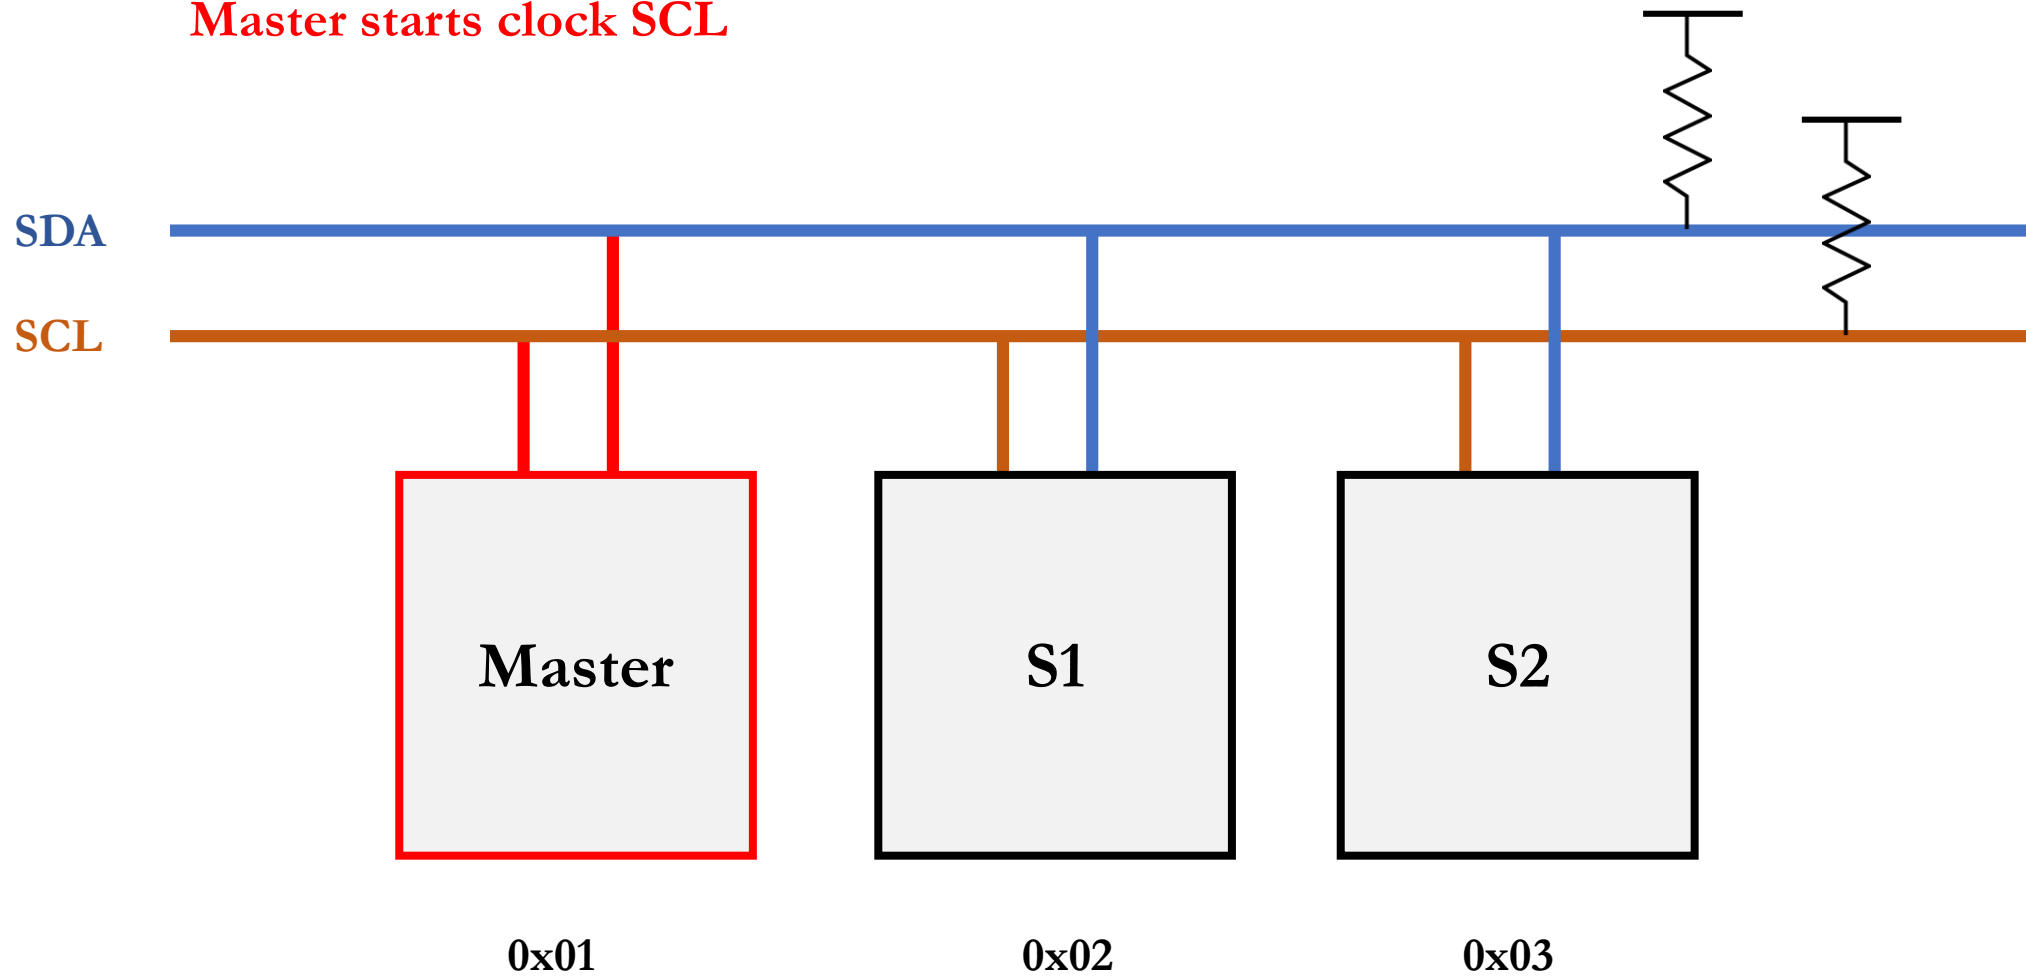 Master starts clock SCL
SDA
SCL
Master
S1
S2
0x01
0x02
0x03